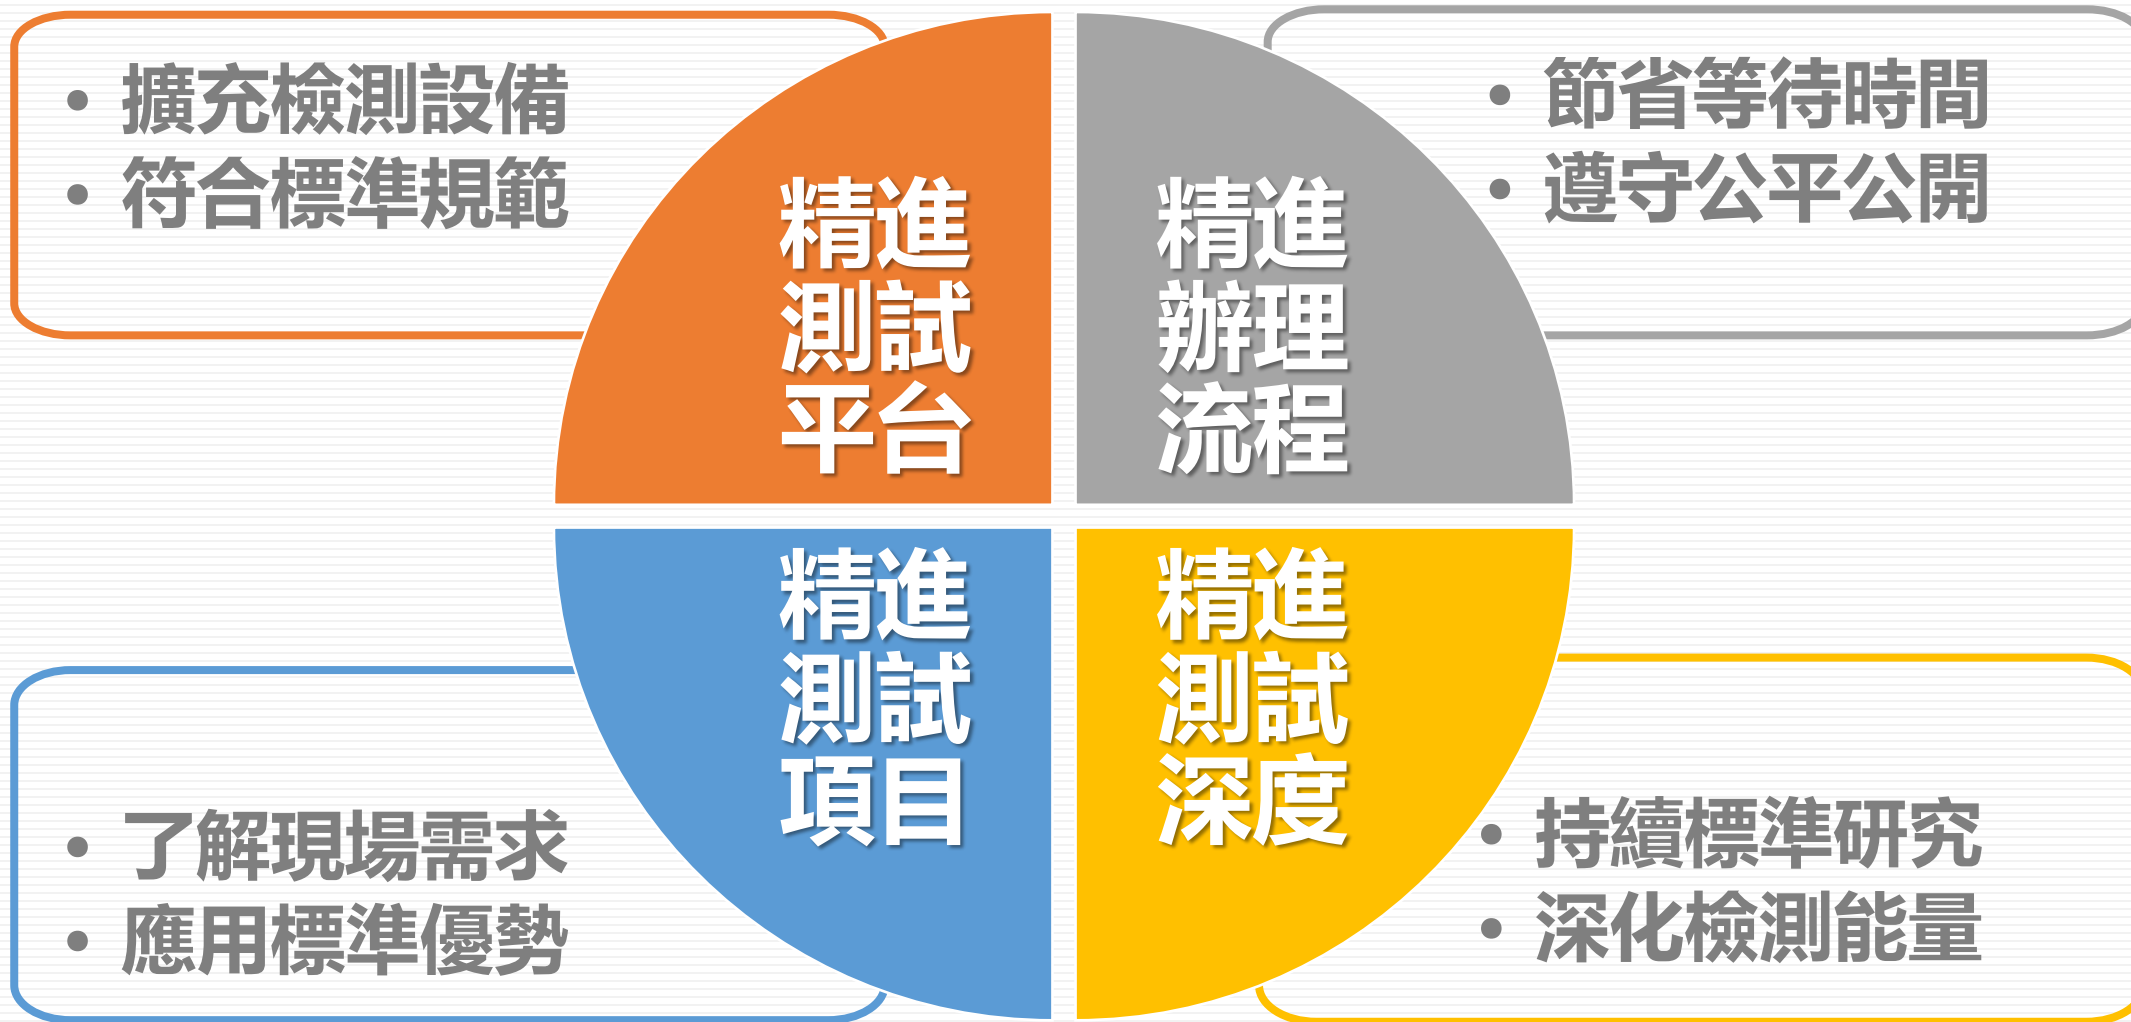 • 擴充檢測設備
• 符合標準規範
精進
測試
平台
精進
辦理
流程
• 節省等待時間
• 遵守公平公開
• 了解現場需求
• 應用標準優勢
精進
測試
項目
精進
測試
深度
• 持續標準研究
• 深化檢測能量